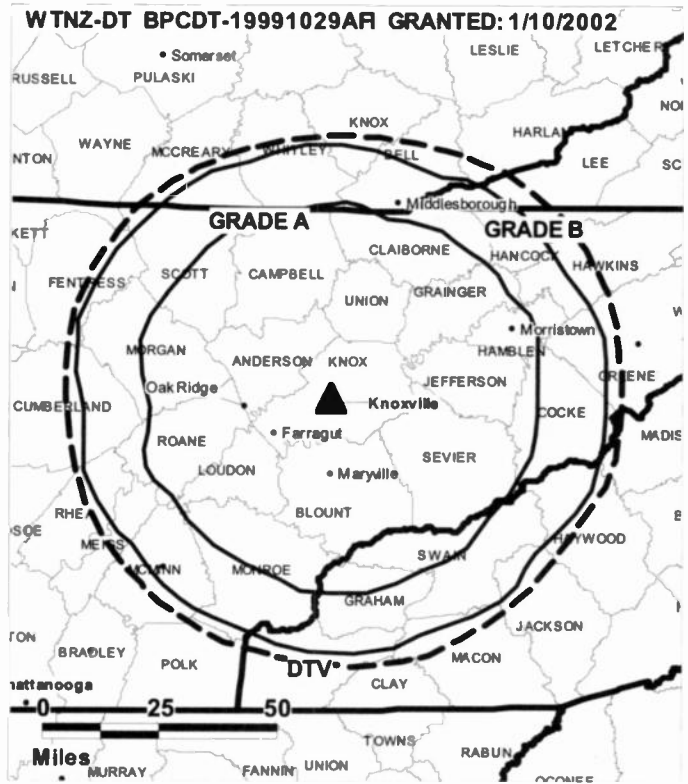 WTNZ-DT BPCDT-19991029AFI GRANTED: 1/10/2002
Somerset
LESLIE
LETCHER
RUSSELL
PULASKI
KNOX
WAYNE
HARLAN
NTON
MCCREARY
WHITLEY
BELL
LEE
SC
Middlesborough
GRADE A
GRADE B
KETT
CLAIBORNE
HANCOCK
HAWKINS
FENTRESS
SCOTT
CAMPBELL
UNION
GRAINGER
Morristown
MORGAN
ANDERSON
KNOX
HAMBLEN
JEFFERSON
GREENE
Oak Ridge
Knoxville
CUMBERLAND
COCKE
Farragut
MADIS
ROANE
SEVIER
LOUDON
Maryville
BLOUNT
RHEA
MEIGS
HAYWOOD
SWAIN
MCMINN
MONROE
GRAHAM
JACKSON
TON
BRADLEY
POLK
MACON
DTV
CLAY
hattanooga
0 25 50
Miles
TOWNS
RABUN
MURRAY
FANNIN
UNION
OCONEE